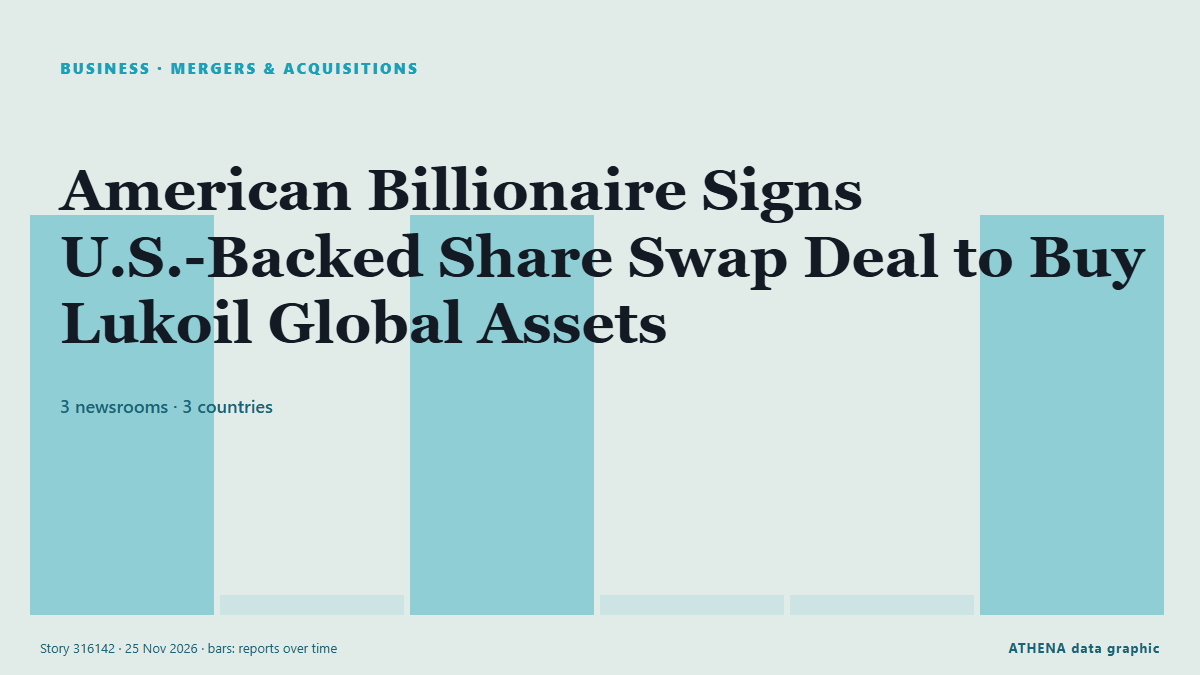 BUSINESS · MERGERS & ACQUISITIONS
American Billionaire Signs
U.S.-Backed Share Swap Deal to Buy
Lukoil Global Assets
3 newsrooms · 3 countries
Story 316142 · 25 Nov 2026 · bars: reports over time
ATHENA data graphic